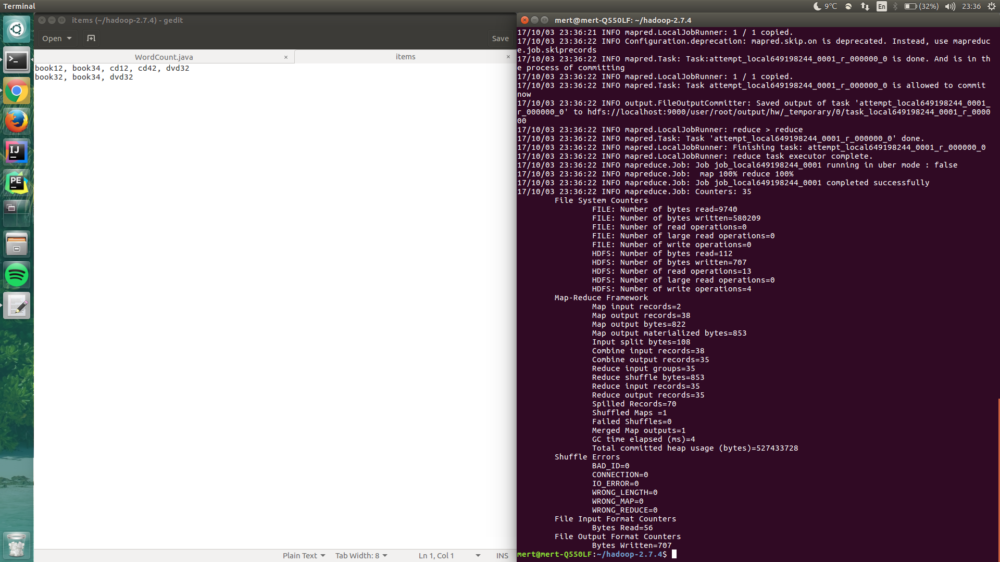 Terminal
9°C
En
(32%)
23:36
items (~/hadoop-2.7.4) - gedit
Open
Save
WordCount.java
items
book12, book34, cd12, cd42, dvd32
book32, book34, dvd32
IJ
PE
Plain Text
Tab Width: 8
Ln 1, Col 1
INS
mert@mert-Q550LF: ~/hadoop-2.7.4
17/10/03 23:36:21 INFO mapred.LocalJobRunner: 1 / 1 copied.
17/10/03 23:36:22 INFO Configuration.deprecation: mapred.skip.on is deprecated. Instead, use mapreduc
e.job.skiprecords
17/10/03 23:36:22 INFO mapred.Task: Task:attempt_local649198244_0001_r_000000_0 is done. And is in th
e process of committing
17/10/03 23:36:22 INFO mapred.LocalJobRunner: 1 / 1 copied.
17/10/03 23:36:22 INFO mapred.Task: Task attempt_local649198244_0001_r_000000_0 is allowed to commit
now
17/10/03 23:36:22 INFO output.FileOutputCommitter: Saved output of task 'attempt_local649198244_0001_
r_000000_0' to hdfs://localhost:9000/user/root/output/hw/_temporary/0/task_local649198244_0001_r_0000
00
17/10/03 23:36:22 INFO mapred.LocalJobRunner: reduce > reduce
17/10/03 23:36:22 INFO mapred.Task: Task 'attempt_local649198244_0001_r_000000_0' done.
17/10/03 23:36:22 INFO mapred.LocalJobRunner: Finishing task: attempt_local649198244_0001_r_000000_0
17/10/03 23:36:22 INFO mapred.LocalJobRunner: reduce task executor complete.
17/10/03 23:36:22 INFO mapreduce.Job: Job job_local649198244_0001 running in uber mode : false
17/10/03 23:36:22 INFO mapreduce.Job:  map 100% reduce 100%
17/10/03 23:36:22 INFO mapreduce.Job: Job job_local649198244_0001 completed successfully
17/10/03 23:36:22 INFO mapreduce.Job: Counters: 35
File System Counters
FILE: Number of bytes read=9740
FILE: Number of bytes written=580209
FILE: Number of read operations=0
FILE: Number of large read operations=0
FILE: Number of write operations=0
HDFS: Number of bytes read=112
HDFS: Number of bytes written=707
HDFS: Number of read operations=13
HDFS: Number of large read operations=0
HDFS: Number of write operations=4
Map-Reduce Framework
Map input records=2
Map output records=38
Map output bytes=822
Map output materialized bytes=853
Input split bytes=108
Combine input records=38
Combine output records=35
Reduce input groups=35
Reduce shuffle bytes=853
Reduce input records=35
Reduce output records=35
Spilled Records=70
Shuffled Maps =1
Failed Shuffles=0
Merged Map outputs=1
GC time elapsed (ms)=4
Total committed heap usage (bytes)=527433728
Shuffle Errors
BAD_ID=0
CONNECTION=0
IO_ERROR=0
WRONG_LENGTH=0
WRONG_MAP=0
WRONG_REDUCE=0
File Input Format Counters
Bytes Read=56
File Output Format Counters
Bytes Written=707
mert@mert-Q550LF:~/hadoop-2.7.4$